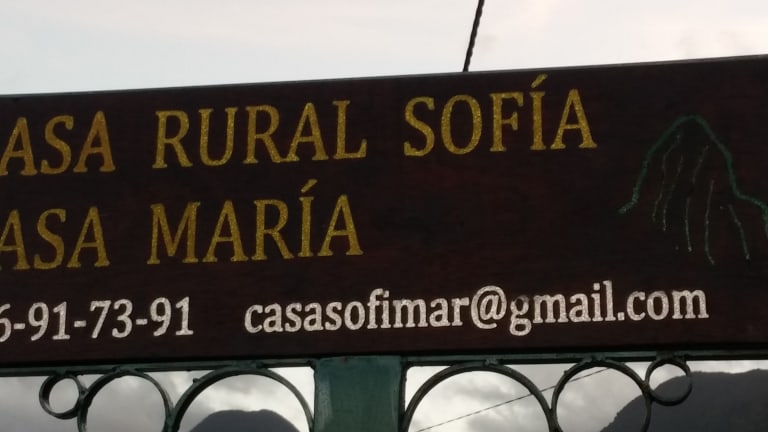 ASA RURAL SOFÍA
ASA MARÍA
6-91-73-91 casasofimar@gmail.com